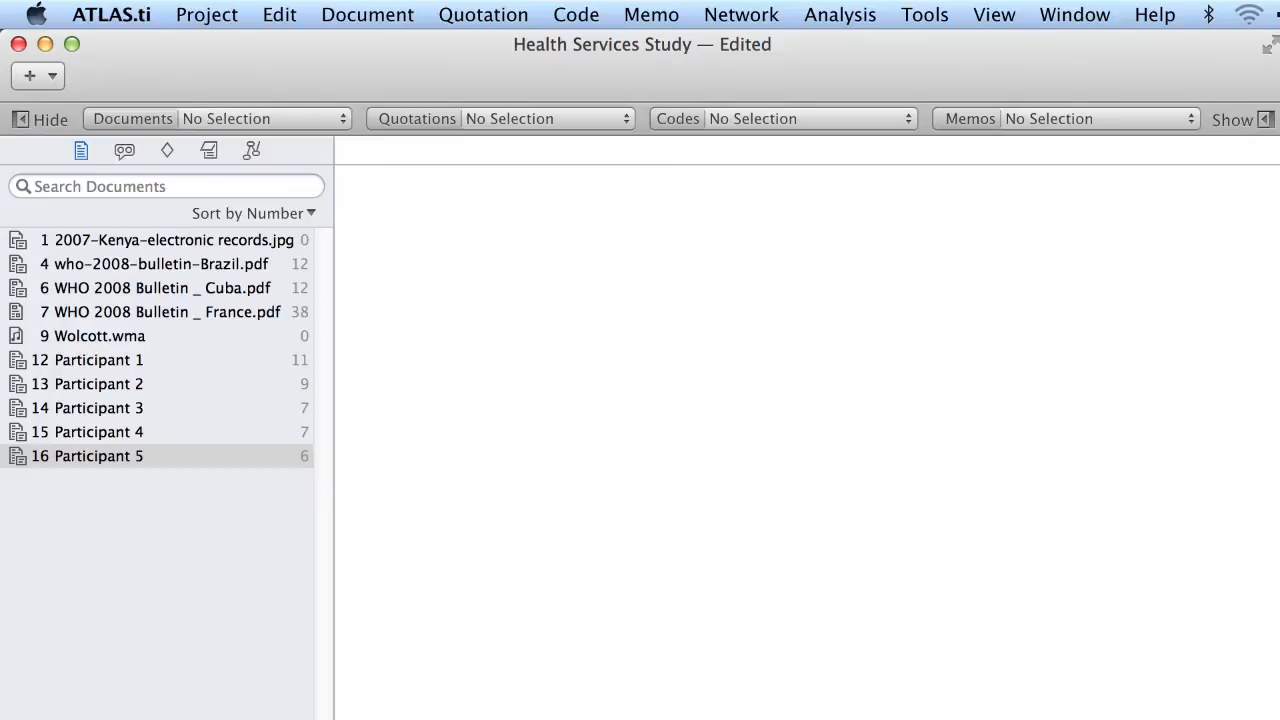 ATLAS.ti Project Edit Document Quotation Code Memo Network Analysis Tools View Window Help
Health Services Study — Edited
+
Hide Documents No Selection Quotations No Selection Codes No Selection Memos No Selection Show
Search Documents
Sort by Number
1 2007-Kenya-electronic records.jpg 0
4 who-2008-bulletin-Brazil.pdf 12
6 WHO 2008 Bulletin _ Cuba.pdf 12
7 WHO 2008 Bulletin _ France.pdf 38
9 Wolcott.wma 0
12 Participant 1 11
13 Participant 2 9
14 Participant 3 7
15 Participant 4 7
16 Participant 5 6